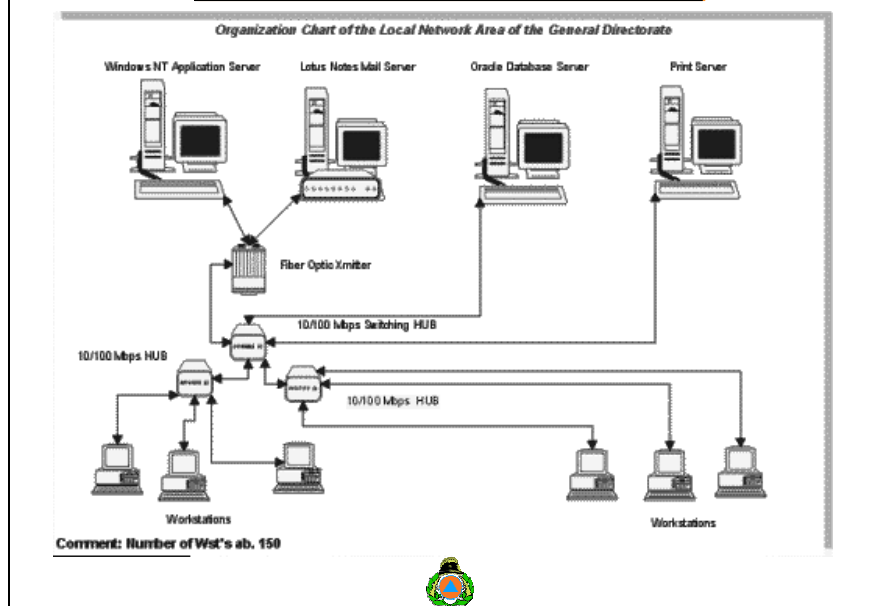 Organization Chart of the Local Network Area of the General Directorate
Windows NT Application Server
Lotus Notes Mail Server
Oracle Database Server
Print Server
Fiber Optic Xmitter
10/100 Mbps Switching HUB
10/100 Mbps HUB
10/100 Mbps HUB
Workstations
Workstations
Comment: Number of Wst's ab. 150